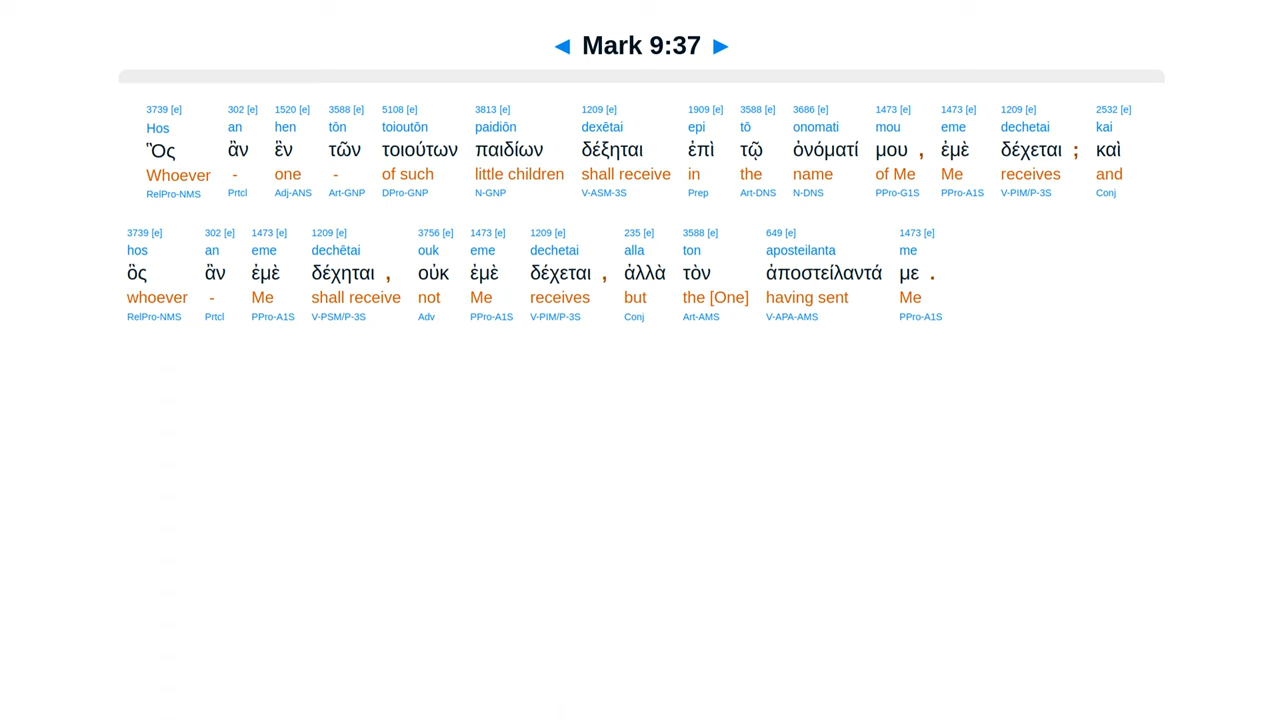 ◄ Mark 9:37 ►
3739 [e] 302 [e] 1520 [e] 3588 [e] 5108 [e] 3813 [e] 1209 [e] 1909 [e] 3588 [e] 3686 [e] 1473 [e] 1473 [e] 1209 [e] 2532 [e]
Hos an hen tōn toioutōn paidiōn dexētai epi tō onomati mou eme dechetai kai
Ὃς ἂν ἓν τῶν τοιούτων παιδίων δέξηται ἐπὶ τῷ ὀνόματί μου , ἐμὲ δέχεται ; καὶ
Whoever - one - of such little children shall receive in the name of Me Me receives and
RelPro-NMS Prtcl Adj-ANS Art-GNP DPro-GNP N-GNP V-ASM-3S Prep Art-DNS N-DNS PPro-G1S PPro-A1S V-PIM/P-3S Conj
3739 [e] 302 [e] 1473 [e] 1209 [e] 3756 [e] 1473 [e] 1209 [e] 235 [e] 3588 [e] 649 [e] 1473 [e]
hos an eme dechētai ouk eme dechetai alla ton aposteilanta me
ὃς ἂν ἐμὲ δέχηται , οὐκ ἐμὲ δέχεται , ἀλλὰ τὸν ἀποστείλαντά με .
whoever - Me shall receive not Me receives but the [One] having sent Me
RelPro-NMS Prtcl PPro-A1S V-PSM/P-3S Adv PPro-A1S V-PIM/P-3S Conj Art-AMS V-APA-AMS PPro-A1S